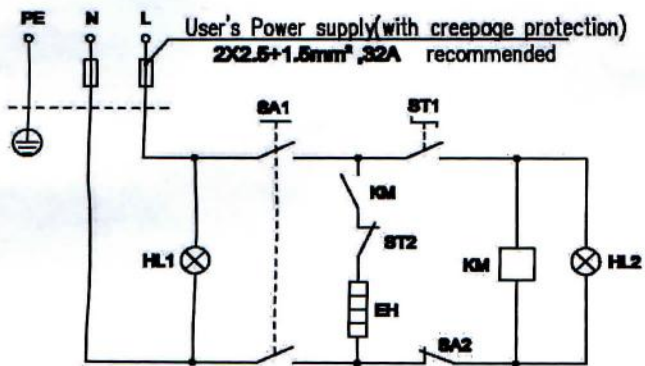 PE N L
User's Power supply(with creepage protection)
2X2.5+1.5mm²,32A recommended
SA1 ST1
KM
ST2
HL1 KM HL2
EH
SA2